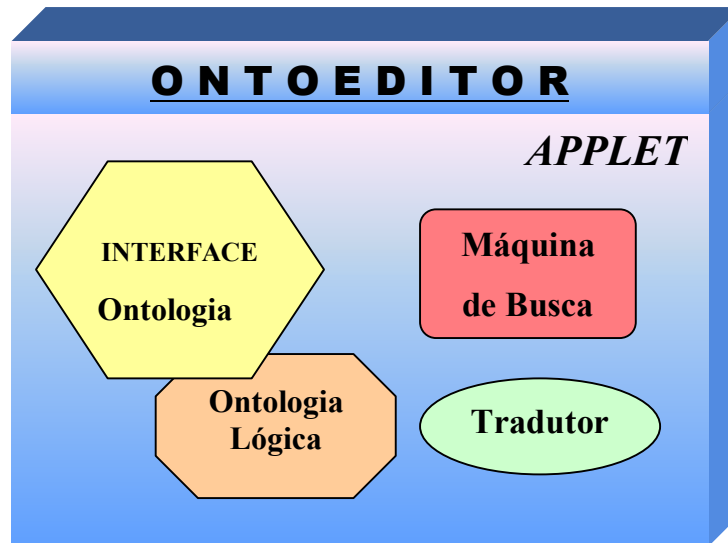 O N T O E D I T O R
APPLET
INTERFACE
Ontologia
Máquina
de Busca
Ontologia
Lógica
Tradutor